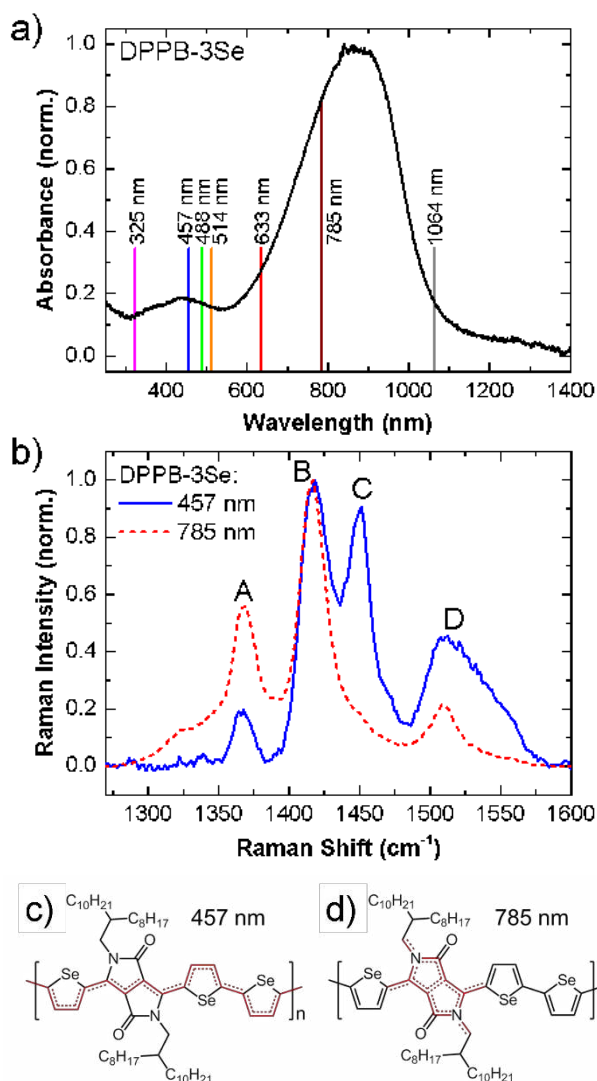 a)
DPPB-3Se
1.0
0.8
0.6
0.4
0.2
0.0
Absorbance (norm.)
325 nm
457 nm
488 nm
514 nm
633 nm
785 nm
1064 nm
400 600 800 1000 1200 1400
Wavelength (nm)
b)
DPPB-3Se:
457 nm
785 nm
A
B
C
D
1.0
0.8
0.6
0.4
0.2
0.0
Raman Intensity (norm.)
1300 1350 1400 1450 1500 1550 1600
Raman Shift (cm⁻¹)
c)
457 nm
C₁₀H₂₁
C₈H₁₇
Se
N
O
Se
Se
O
N
n
C₈H₁₇
C₁₀H₂₁
d)
785 nm
C₁₀H₂₁
C₈H₁₇
Se
N
O
Se
Se
O
N
n
C₈H₁₇
C₁₀H₂₁